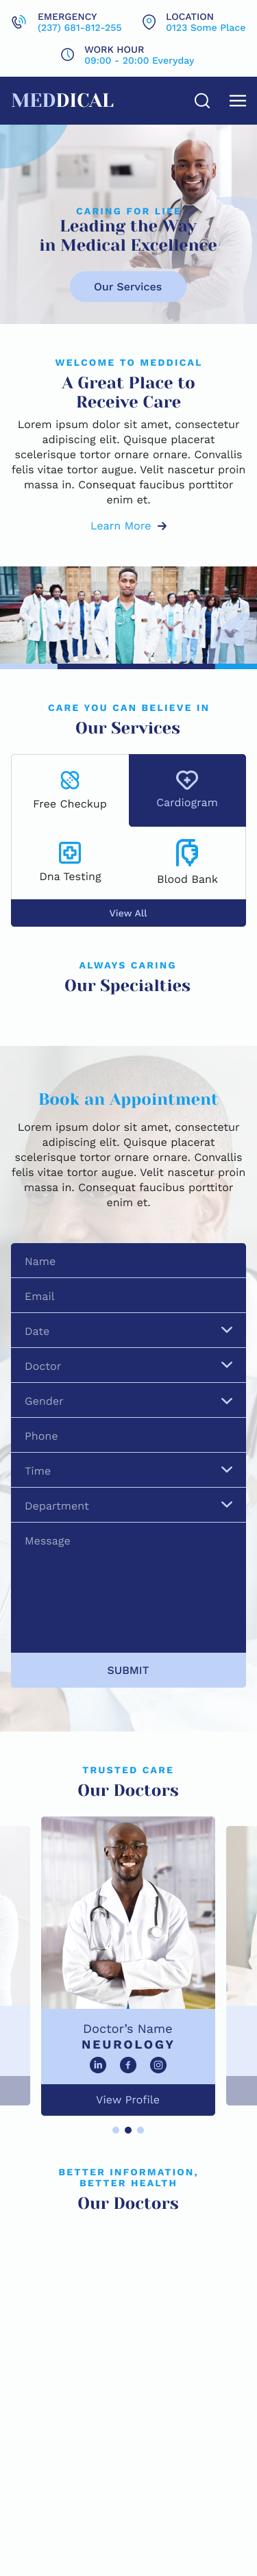 EMERGENCY
(237) 681-812-255
LOCATION
0123 Some Place
WORK HOUR
09:00 - 20:00 Everyday
MEDDICAL
CARING FOR LIFE
Leading the Way
in Medical Excellence
Our Services
WELCOME TO MEDDICAL
A Great Place to
Receive Care
Lorem ipsum dolor sit amet, consectetur
adipiscing elit. Quisque placerat
scelerisque tortor ornare ornare. Convallis
felis vitae tortor augue. Velit nascetur proin
massa in. Consequat faucibus porttitor
enim et.
Learn More
CARE YOU CAN BELIEVE IN
Our Services
Free Checkup
Cardiogram
Dna Testing
Blood Bank
View All
ALWAYS CARING
Our Specialties
Book an Appointment
Lorem ipsum dolor sit amet, consectetur
adipiscing elit. Quisque placerat
scelerisque tortor ornare ornare. Convallis
felis vitae tortor augue. Velit nascetur proin
massa in. Consequat faucibus porttitor
enim et.
Name
Email
Date
Doctor
Gender
Phone
Time
Department
Message
SUBMIT
TRUSTED CARE
Our Doctors
Doctor’s Name
NEUROLOGY
View Profile
BETTER INFORMATION,
BETTER HEALTH
Our Doctors